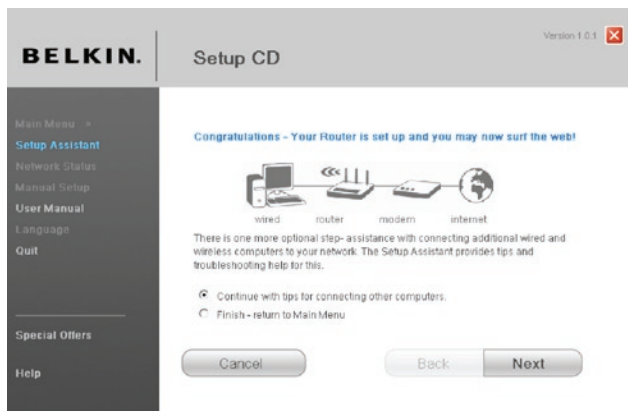 BELKIN.
Setup CD
Version 1.0.1
Main Menu »
Setup Assistant
Network Status
Manual Setup
User Manual
Language
Quit
Special Offers
Help
Congratulations - Your Router is set up and you may now surf the web!
wired router modem internet
There is one more optional step- assistance with connecting additional wired and
wireless computers to your network. The Setup Assistant provides tips and
troubleshooting help for this.
Continue with tips for connecting other computers.
Finish - return to Main Menu
Cancel Back Next